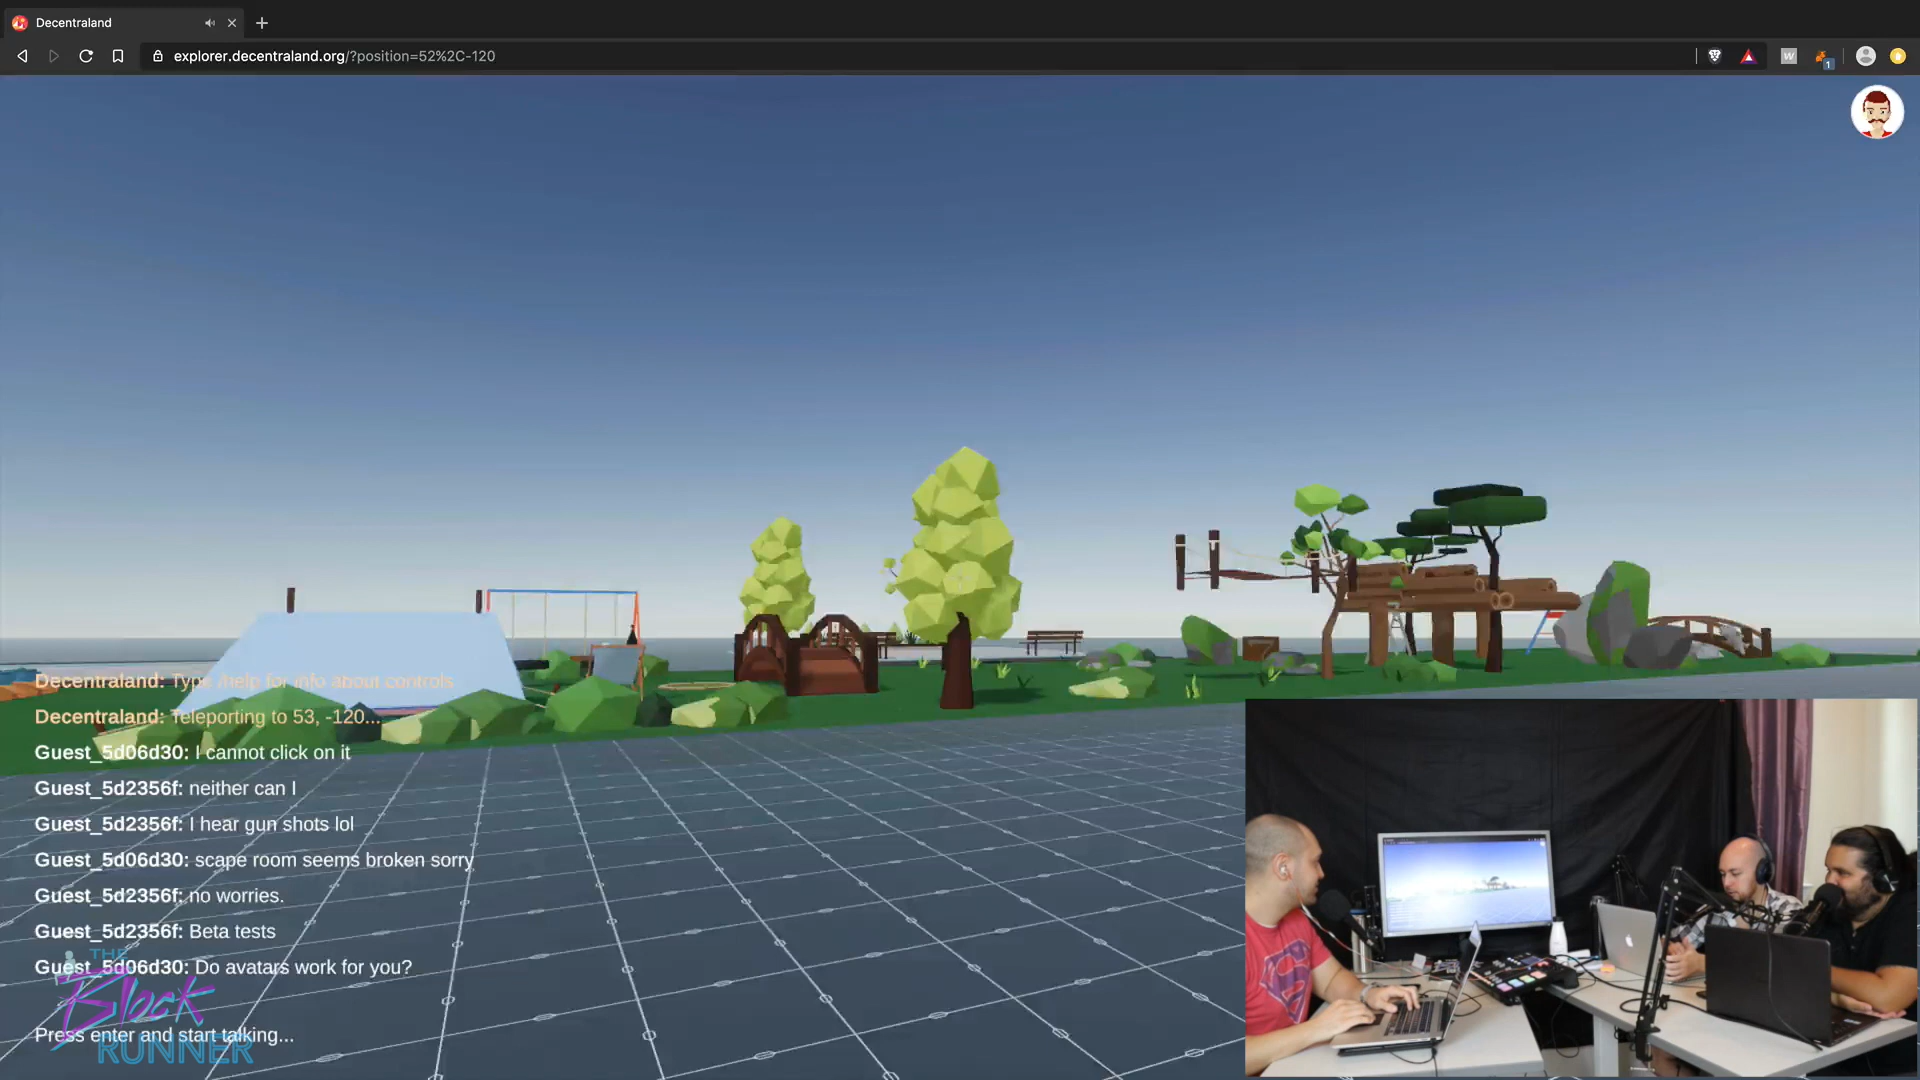 Decentraland
explorer.decentraland.org/?position=52%2C-120
W
1
Decentraland: Type /help for info about controls
Decentraland: Teleporting to 53, -120...
Guest_5d06d30: I cannot click on it
Guest_5d2356f: neither can I
Guest_5d2356f: I hear gun shots lol
Guest_5d06d30: scape room seems broken sorry
Guest_5d2356f: no worries.
Guest_5d2356f: Beta tests
Guest_5d06d30: Do avatars work for you?
THE
Block
RUNNER
Press enter and start talking...